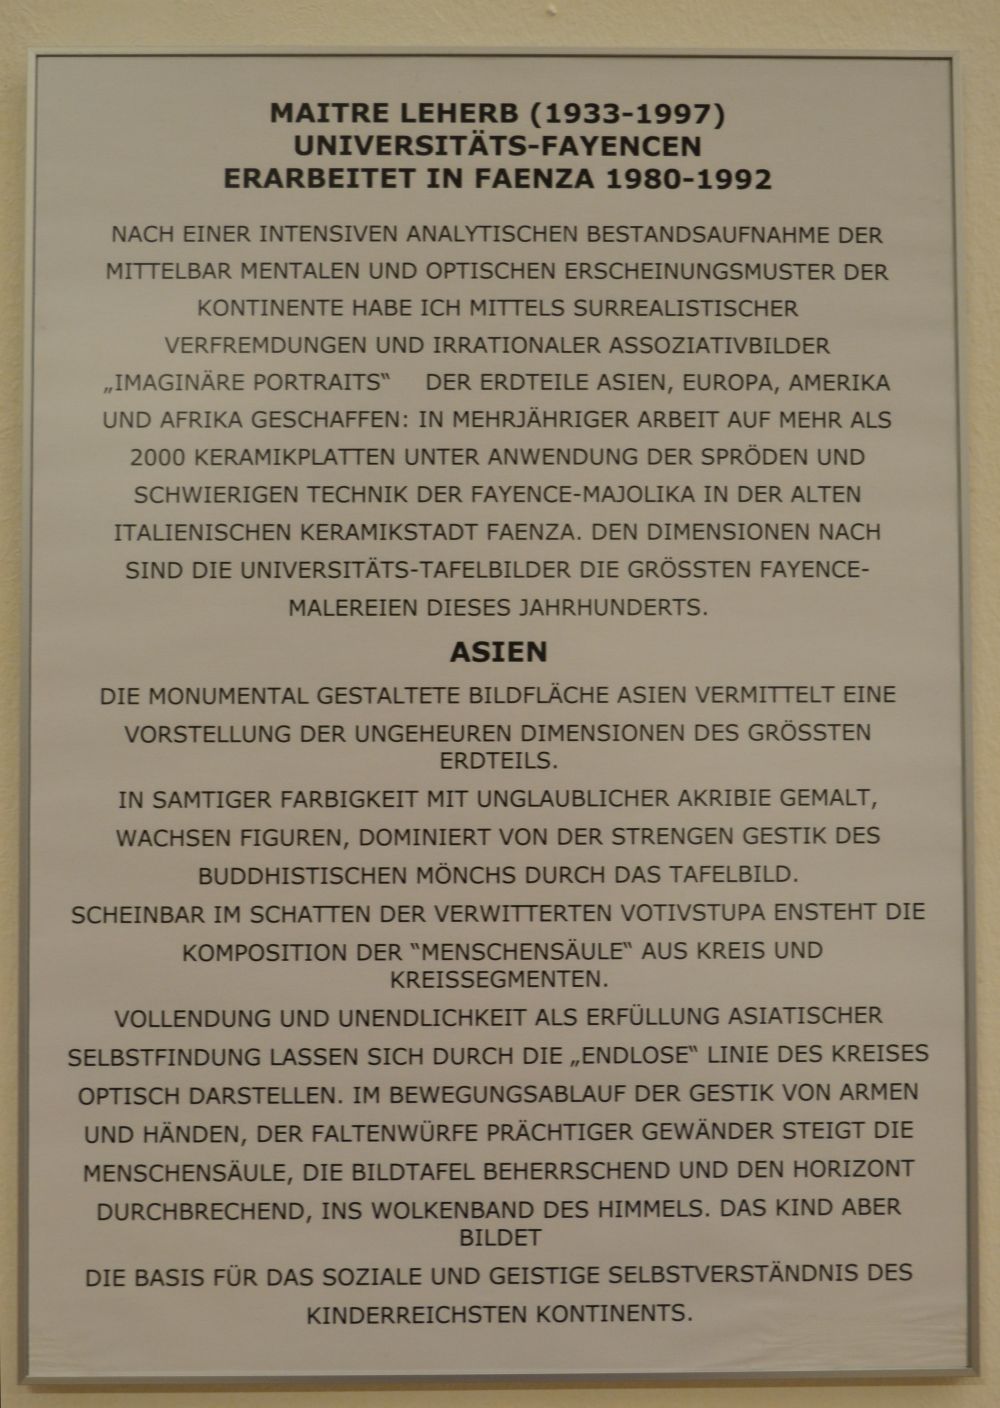 MAITRE LEHERB (1933-1997)
UNIVERSITÄTS-FAYENCEN
ERARBEITET IN FAENZA 1980-1992
NACH EINER INTENSIVEN ANALYTISCHEN BESTANDSAUFNAHME DER
MITTELBAR MENTALEN UND OPTISCHEN ERSCHEINUNGSMUSTER DER
KONTINENTE HABE ICH MITTELS SURREALISTISCHER
VERFREMDUNGEN UND IRRATIONALER ASSOZIATIVBILDER
„IMAGINÄRE PORTRAITS“ DER ERDTEILE ASIEN, EUROPA, AMERIKA
UND AFRIKA GESCHAFFEN: IN MEHRJÄHRIGER ARBEIT AUF MEHR ALS
2000 KERAMIKPLATTEN UNTER ANWENDUNG DER SPRÖDEN UND
SCHWIERIGEN TECHNIK DER FAYENCE-MAJOLIKA IN DER ALTEN
ITALIENISCHEN KERAMIKSTADT FAENZA. DEN DIMENSIONEN NACH
SIND DIE UNIVERSITÄTS-TAFELBILDER DIE GRÖSSTEN FAYENCE-
MALEREIEN DIESES JAHRHUNDERTS.
ASIEN
DIE MONUMENTAL GESTALTETE BILDFLÄCHE ASIEN VERMITTELT EINE
VORSTELLUNG DER UNGEHEUREN DIMENSIONEN DES GRÖSSTEN
ERDTEILS.
IN SAMTIGER FARBIGKEIT MIT UNGLAUBLICHER AKRIBIE GEMALT,
WACHSEN FIGUREN, DOMINIERT VON DER STRENGEN GESTIK DES
BUDDHISTISCHEN MÖNCHS DURCH DAS TAFELBILD.
SCHEINBAR IM SCHATTEN DER VERWITTERTEN VOTIVSTUPA ENSTEHT DIE
KOMPOSITION DER “MENSCHENSÄULE“ AUS KREIS UND
KREISSEGMENTEN.
VOLLENDUNG UND UNENDLICHKEIT ALS ERFÜLLUNG ASIATISCHER
SELBSTFINDUNG LASSEN SICH DURCH DIE „ENDLOSE“ LINIE DES KREISES
OPTISCH DARSTELLEN. IM BEWEGUNGSABLAUF DER GESTIK VON ARMEN
UND HÄNDEN, DER FALTENWÜRFE PRÄCHTIGER GEWÄNDER STEIGT DIE
MENSCHENSÄULE, DIE BILDTAFEL BEHERRSCHEND UND DEN HORIZONT
DURCHBRECHEND, INS WOLKENBAND DES HIMMELS. DAS KIND ABER
BILDET
DIE BASIS FÜR DAS SOZIALE UND GEISTIGE SELBSTVERSTÄNDNIS DES
KINDERREICHSTEN KONTINENTS.